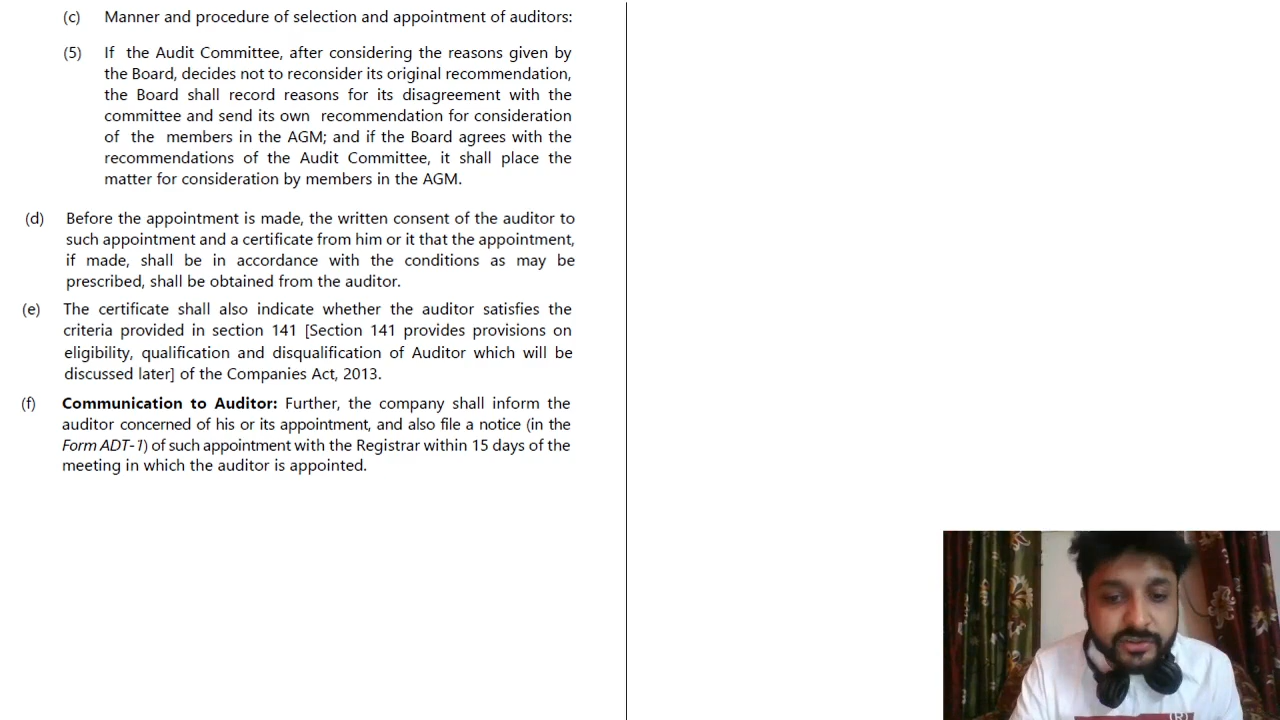 (c) Manner and procedure of selection and appointment of auditors:
(5) If the Audit Committee, after considering the reasons given by
the Board, decides not to reconsider its original recommendation,
the Board shall record reasons for its disagreement with the
committee and send its own recommendation for consideration
of the members in the AGM; and if the Board agrees with the
recommendations of the Audit Committee, it shall place the
matter for consideration by members in the AGM.
(d) Before the appointment is made, the written consent of the auditor to
such appointment and a certificate from him or it that the appointment,
if made, shall be in accordance with the conditions as may be
prescribed, shall be obtained from the auditor.
(e) The certificate shall also indicate whether the auditor satisfies the
criteria provided in section 141 [Section 141 provides provisions on
eligibility, qualification and disqualification of Auditor which will be
discussed later] of the Companies Act, 2013.
(f) Communication to Auditor: Further, the company shall inform the
auditor concerned of his or its appointment, and also file a notice (in the
Form ADT-1) of such appointment with the Registrar within 15 days of the
meeting in which the auditor is appointed.